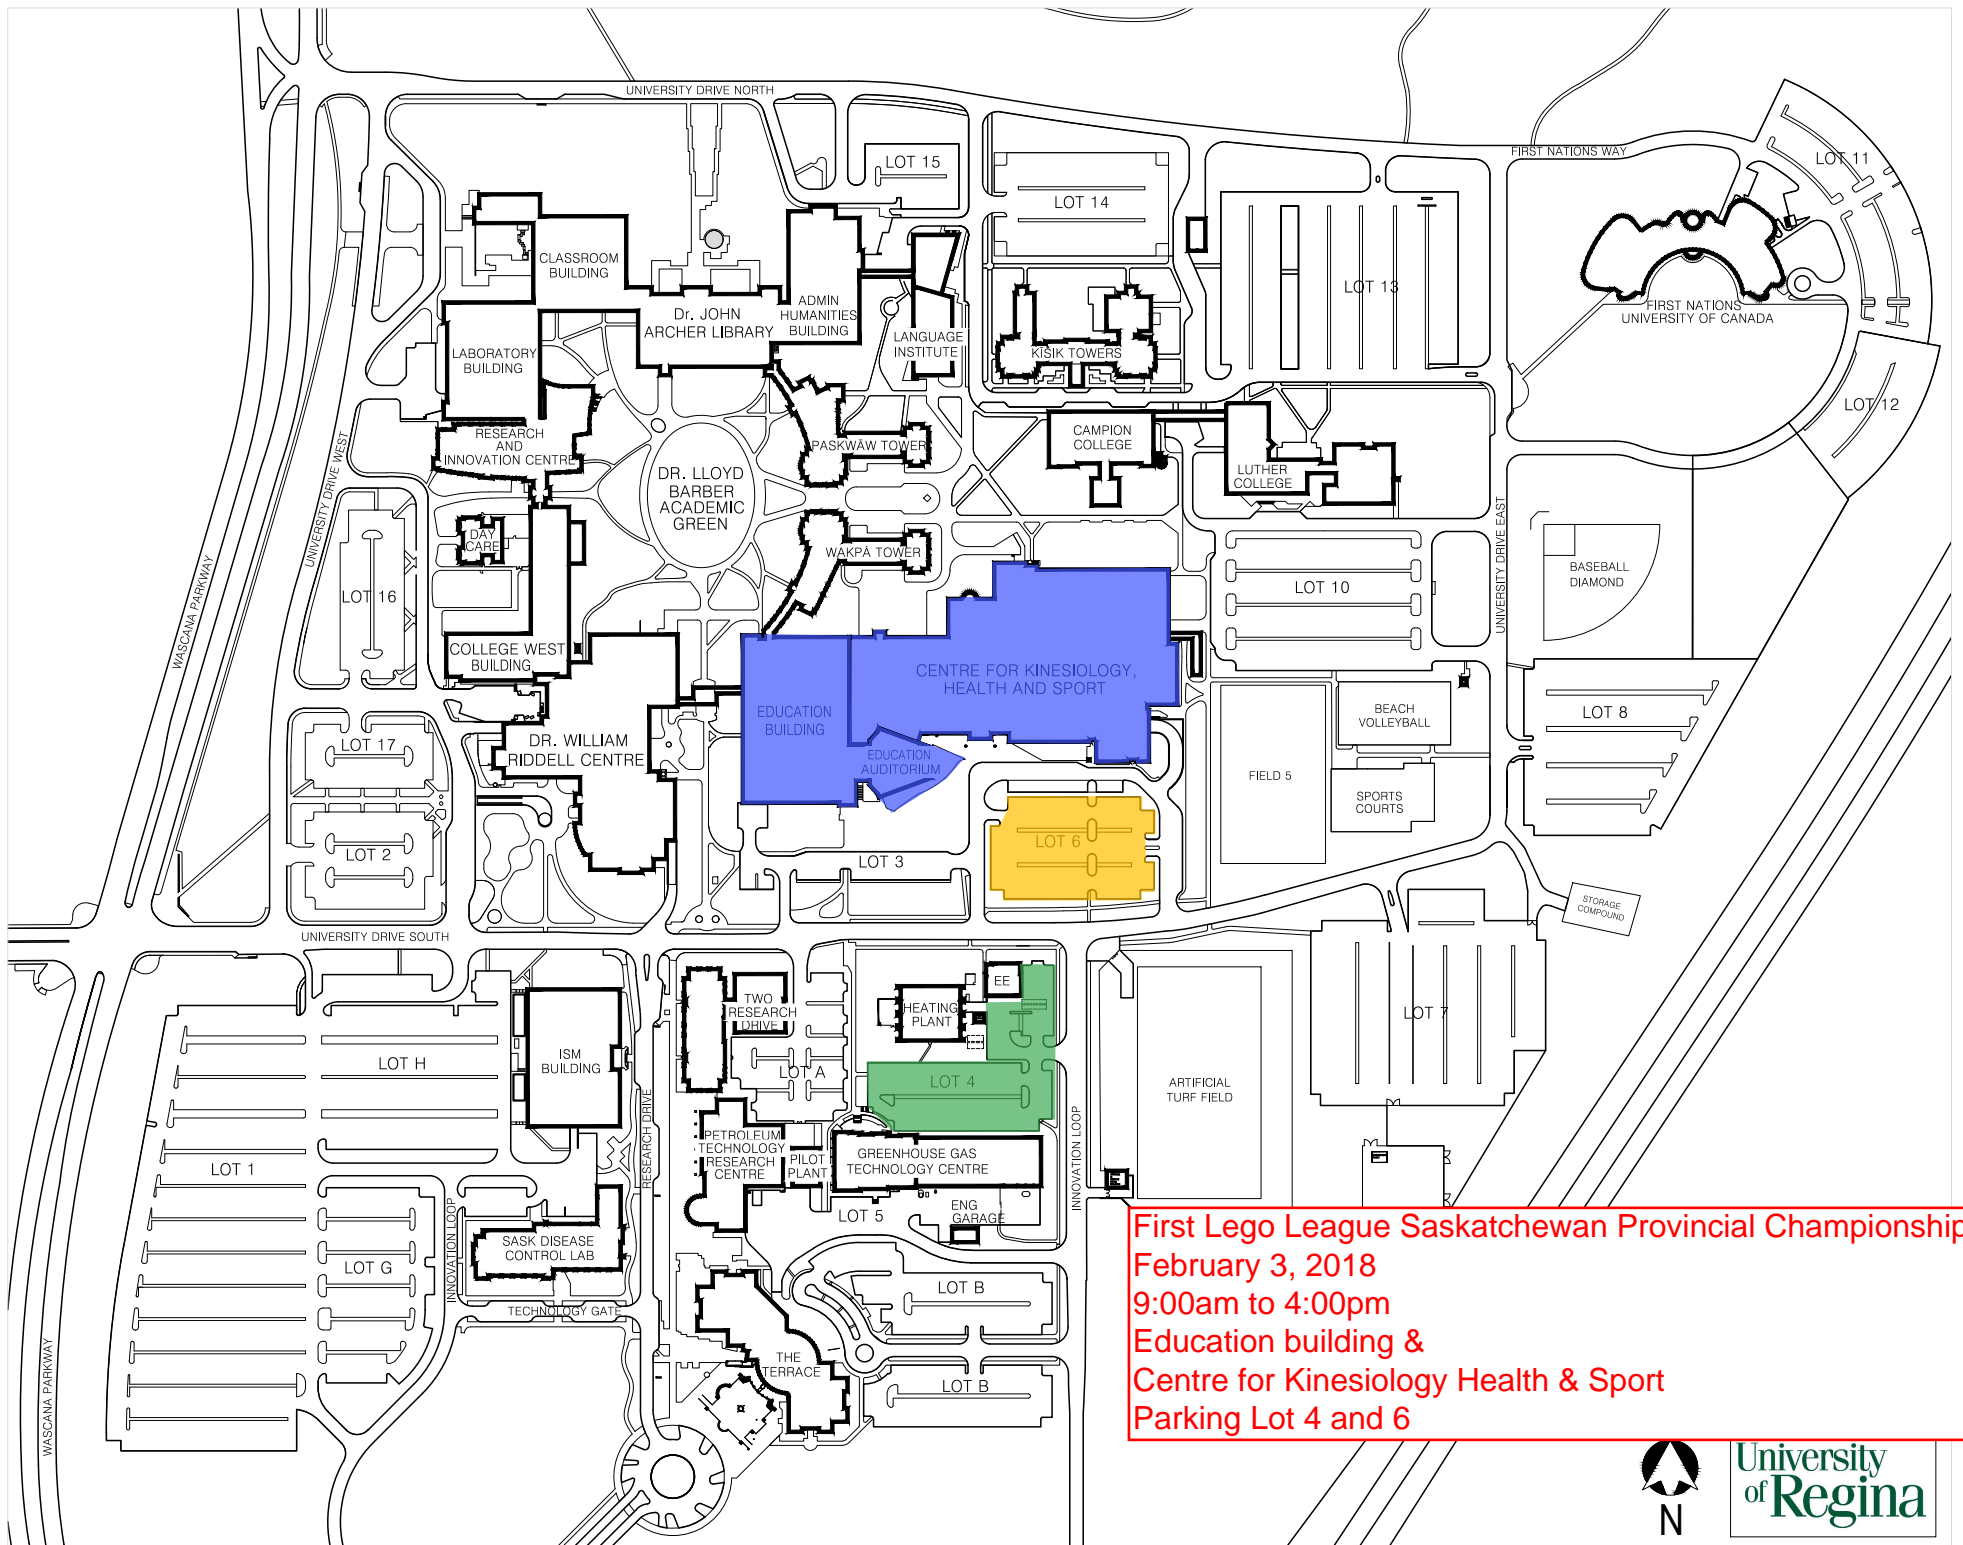 UNIVERSITY DRIVE NORTH
FIRST NATIONS WAY
LOT 11
LOT 15
LOT 14
CLASSROOM
BUILDING
LOT 13
ADMIN
HUMANITIES
BUILDING
Dr. JOHN
ARCHER LIBRARY
FIRST NATIONS
UNIVERSITY OF CANADA
LANGUAGE
INSTITUTE
KĪSIK TOWERS
LABORATORY
BUILDING
LOT 12
RESEARCH
AND
INNOVATION CENTRE
PASKWĀW TOWER
CAMPION
COLLEGE
LUTHER
COLLEGE
DR. LLOYD
BARBER
ACADEMIC
GREEN
UNIVERSITY DRIVE WEST
UNIVERSITY DRIVE EAST
DAY
CARE
WAKPĀ TOWER
BASEBALL
DIAMOND
LOT 16
LOT 10
WASCANA PARKWAY
COLLEGE WEST
BUILDING
CENTRE FOR KINESIOLOGY,
HEALTH AND SPORT
EDUCATION
BUILDING
BEACH
VOLLEYBALL
LOT 8
LOT 17
DR. WILLIAM
RIDDELL CENTRE
EDUCATION
AUDITORIUM
FIELD 5
SPORTS
COURTS
LOT 2
LOT 3
LOT 6
STORAGE
COMPOUND
UNIVERSITY DRIVE SOUTH
EE
TWO
RESEARCH
DRIVE
HEATING
PLANT
LOT 7
LOT H
ISM
BUILDING
LOT A
LOT 4
ARTIFICIAL
TURF FIELD
RESEARCH DRIVE
INNOVATION LOOP
PETROLEUM
TECHNOLOGY
RESEARCH
CENTRE
PILOT
PLANT
GREENHOUSE GAS
TECHNOLOGY CENTRE
LOT 1
LOT 5
ENG
GARAGE
INNOVATION LOOP
SASK DISEASE
CONTROL LAB
LOT G
LOT B
TECHNOLOGY GATE
THE
TERRACE
LOT B
WASCANA PARKWAY
First Lego League Saskatchewan Provincial Championship
February 3, 2018
9:00am to 4:00pm
Education building &
Centre for Kinesiology Health & Sport
Parking Lot 4 and 6
N
University
of Regina